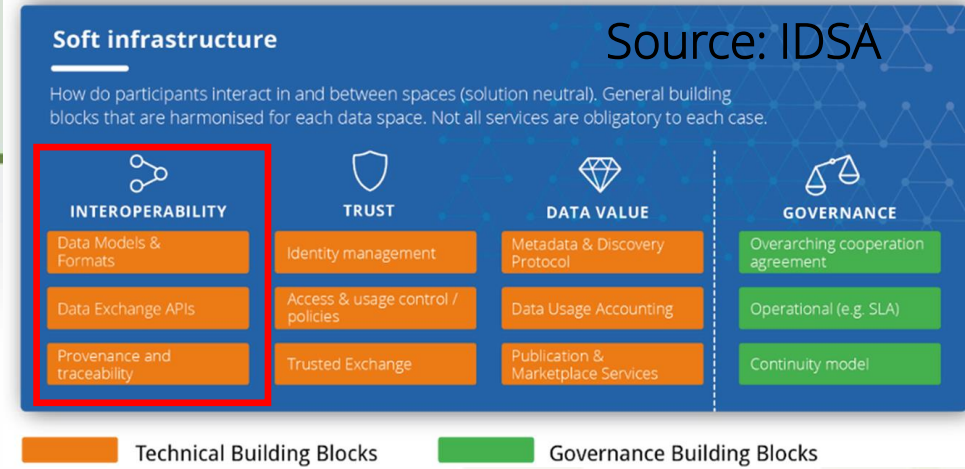 Soft infrastructure
Source: IDSA
How do participants interact in and between spaces (solution neutral). General building
blocks that are harmonised for each data space. Not all services are obligatory to each case.
INTEROPERABILITY
Data Models &
Formats
Data Exchange APIs
Provenance and
traceability
TRUST
Identity management
Access & usage control /
policies
Trusted Exchange
DATA VALUE
Metadata & Discovery
Protocol
Data Usage Accounting
Publication &
Marketplace Services
GOVERNANCE
Overarching cooperation
agreement
Operational (e.g. SLA)
Continuity model
Technical Building Blocks
Governance Building Blocks